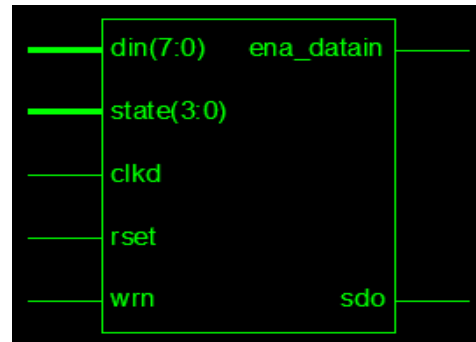 din(7:0) ena_datain
state(3:0)
clkd
rset
wrn sdo